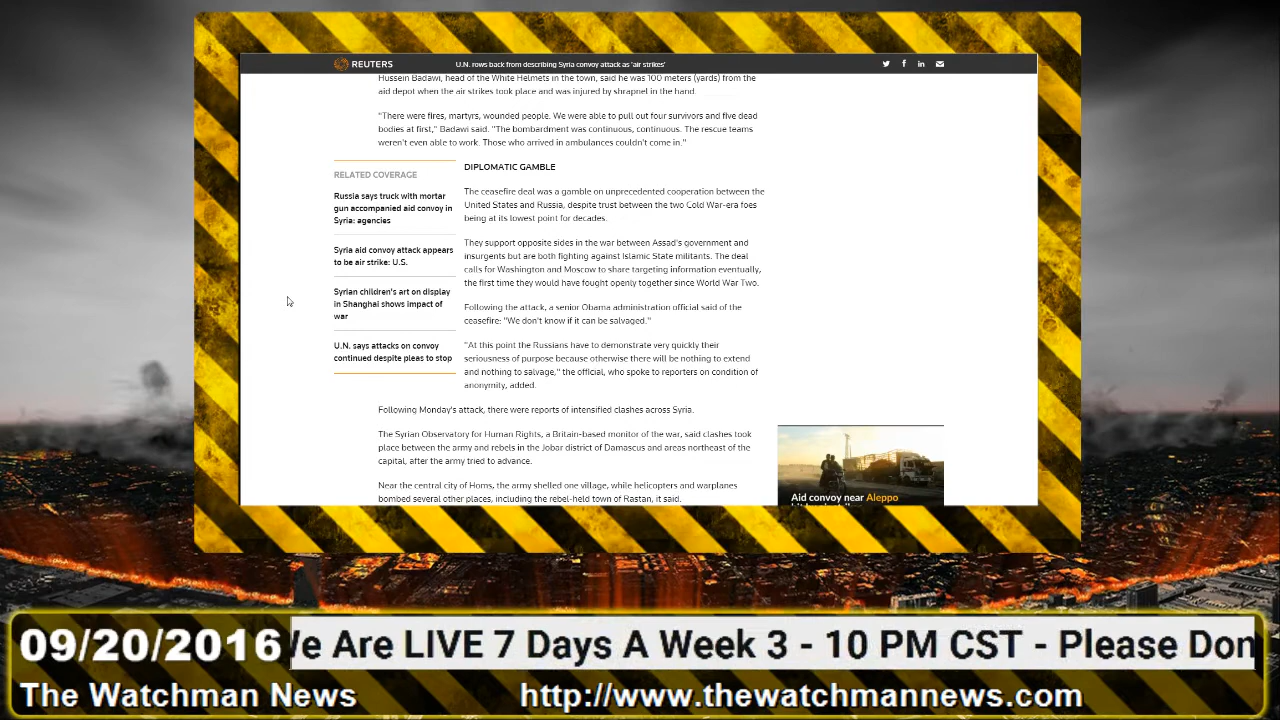 REUTERS
U.N. rows back from describing Syria convoy attack as 'air strikes'
Hussein Badawi, head of the White Helmets in the town, said he was 100 meters (yards) from the
aid depot when the air strikes took place and was injured by shrapnel in the hand.
"There were fires, martyrs, wounded people. We were able to pull out four survivors and five dead
bodies at first," Badawi said. "The bombardment was continuous, continuous. The rescue teams
weren't even able to work. Those who arrived in ambulances couldn't come in."
RELATED COVERAGE
Russia says truck with mortar
gun accompanied aid convoy in
Syria: agencies
Syria aid convoy attack appears
to be air strike: U.S.
Syrian children's art on display
in Shanghai shows impact of
war
U.N. says attacks on convoy
continued despite pleas to stop
DIPLOMATIC GAMBLE
The ceasefire deal was a gamble on unprecedented cooperation between the
United States and Russia, despite trust between the two Cold War-era foes
being at its lowest point for decades.
They support opposite sides in the war between Assad's government and
insurgents but are both fighting against Islamic State militants. The deal
calls for Washington and Moscow to share targeting information eventually,
the first time they would have fought openly together since World War Two.
Following the attack, a senior Obama administration official said of the
ceasefire: "We don't know if it can be salvaged."
"At this point the Russians have to demonstrate very quickly their
seriousness of purpose because otherwise there will be nothing to extend
and nothing to salvage," the official, who spoke to reporters on condition of
anonymity, added.
Following Monday's attack, there were reports of intensified clashes across Syria.
The Syrian Observatory for Human Rights, a Britain-based monitor of the war, said clashes took
place between the army and rebels in the Jobar district of Damascus and areas northeast of the
capital, after the army tried to advance.
Near the central city of Homs, the army shelled one village, while helicopters and warplanes
bombed several other places, including the rebel-held town of Rastan, it said.
Aid convoy near Aleppo
09/20/2016
We Are LIVE 7 Days A Week 3 - 10 PM CST - Please Don
The Watchman News
http://www.thewatchmannews.com